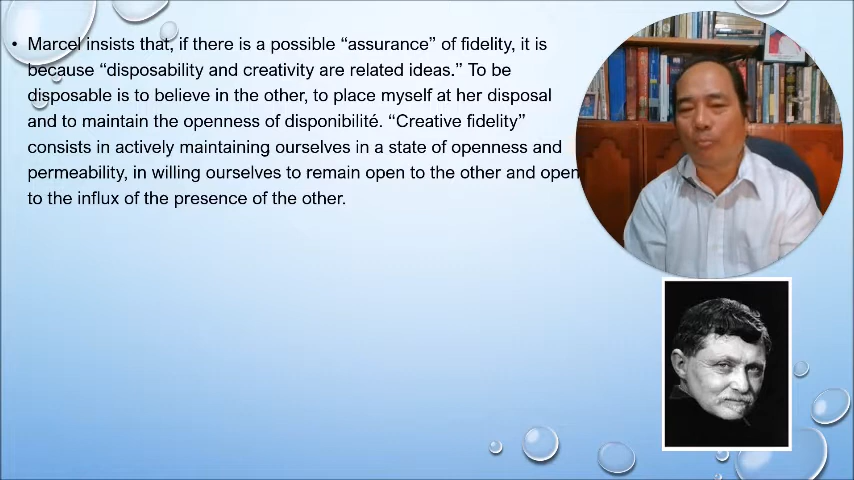 • Marcel insists that, if there is a possible “assurance” of fidelity, it is
because “disposability and creativity are related ideas.” To be
disposable is to believe in the other, to place myself at her disposal
and to maintain the openness of disponibilité. “Creative fidelity”
consists in actively maintaining ourselves in a state of openness and
permeability, in willing ourselves to remain open to the other and open
to the influx of the presence of the other.